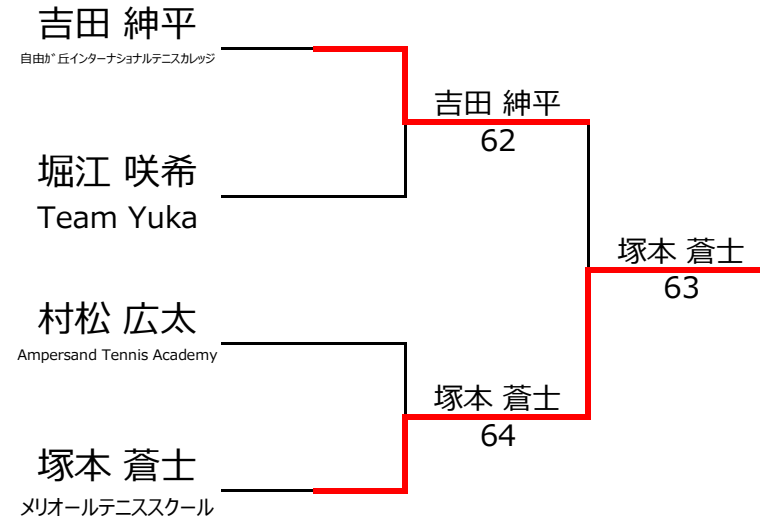 吉田 紳平
自由が丘インターナショナルテニスカレッジ
吉田 紳平
62
堀江 咲希
Team Yuka
塚本 蒼士
63
村松 広太
Ampersand Tennis Academy
塚本 蒼士
64
塚本 蒼士
メリオールテニススクール